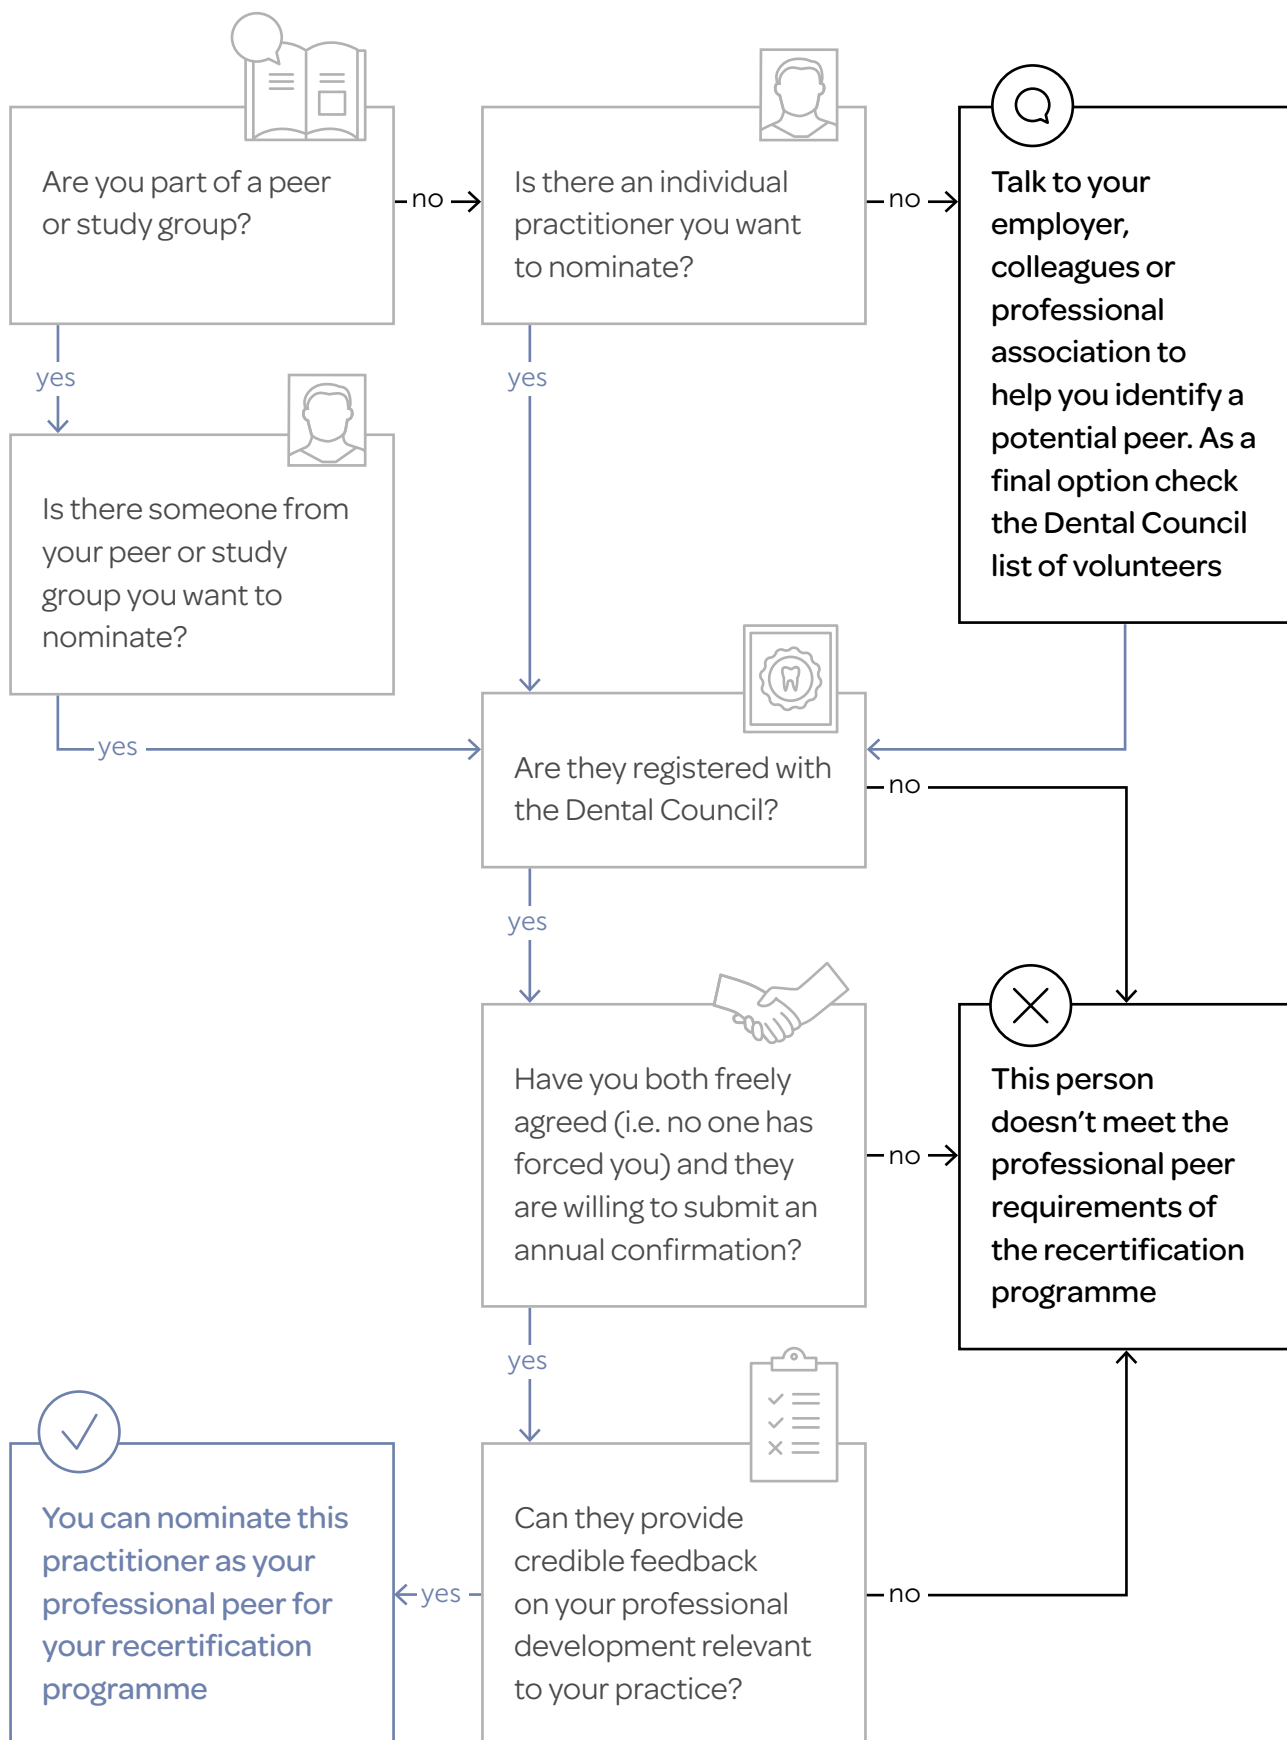 Are you part of a peer
or study group?
no
Is there an individual
practitioner you want
to nominate?
no
Talk to your
employer,
colleagues or
professional
association to
help you identify a
potential peer. As a
final option check
the Dental Council
list of volunteers
yes
yes
Is there someone from
your peer or study
group you want to
nominate?
yes
Are they registered with
the Dental Council?
no
yes
Have you both freely
agreed (i.e. no one has
forced you) and they
are willing to submit an
annual confirmation?
no
This person
doesn’t meet the
professional peer
requirements of
the recertification
programme
yes
You can nominate this
practitioner as your
professional peer for
your recertification
programme
yes
Can they provide
credible feedback
on your professional
development relevant
to your practice?
no